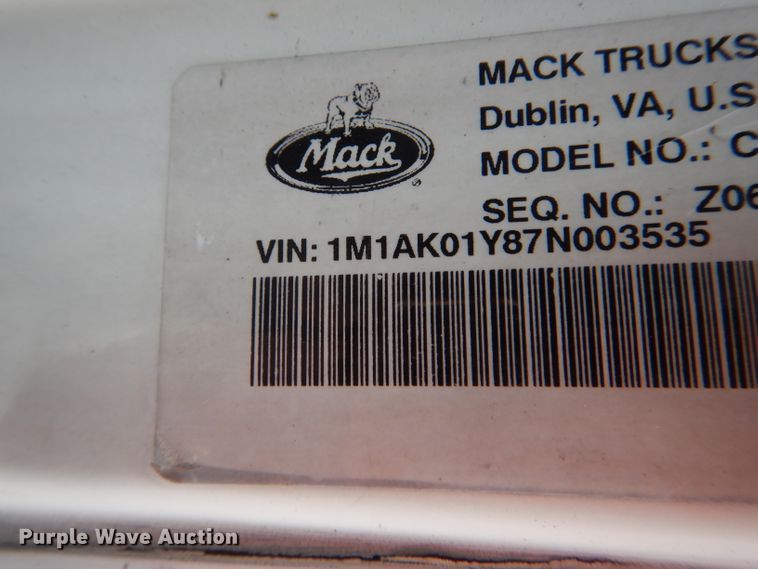 MACK TRUCKS
Dublin, VA, U.S
MODEL NO.: C
Mack
SEQ. NO.: Z06
VIN: 1M1AK01Y87N003535
Purple Wave Auction